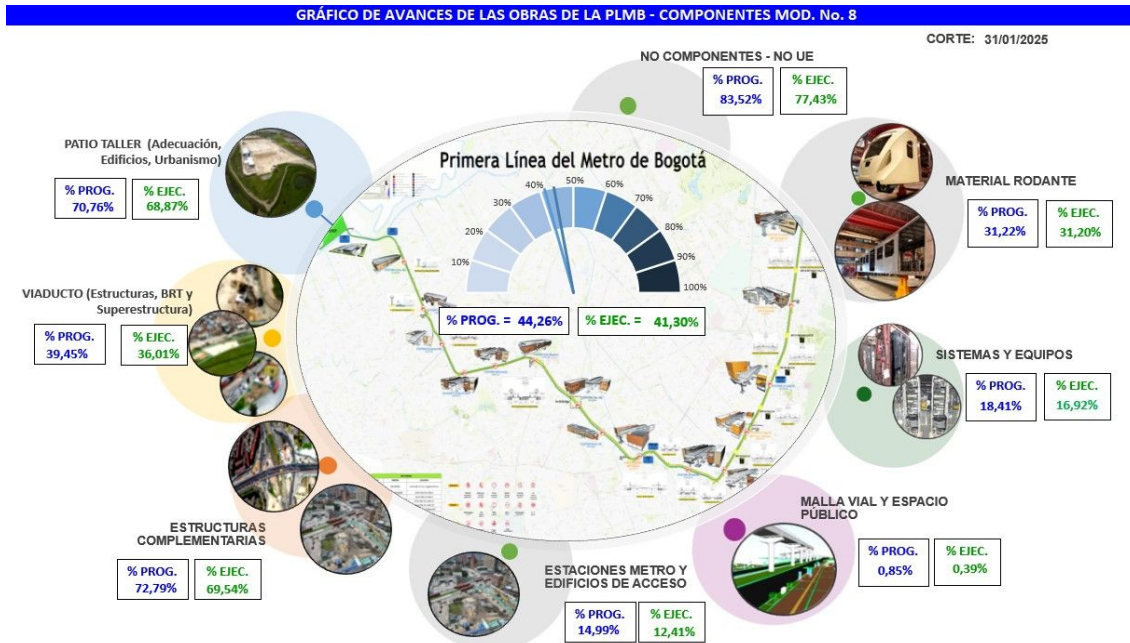 GRÁFICO DE AVANCES DE LAS OBRAS DE LA PLMB - COMPONENTES MOD. No. 8
CORTE: 31/01/2025
NO COMPONENTES - NO UE
% PROG. % EJEC.
83,52% 77,43%
PATIO TALLER (Adecuación,
Edificios, Urbanismo)
% PROG. % EJEC.
70,76% 68,87%
Primera Línea del Metro de Bogotá
10%
20%
30%
40%
50%
60%
70%
80%
90%
100%
% PROG. = 44,26% % EJEC. = 41,30%
MATERIAL RODANTE
% PROG. % EJEC.
31,22% 31,20%
VIADUCTO (Estructuras, BRT y
Superestructura)
% PROG. % EJEC.
39,45% 36,01%
SISTEMAS Y EQUIPOS
% PROG. % EJEC.
18,41% 16,92%
ESTRUCTURAS
COMPLEMENTARIAS
% PROG. % EJEC.
72,79% 69,54%
ESTACIONES METRO Y
EDIFICIOS DE ACCESO
% PROG. % EJEC.
14,99% 12,41%
MALLA VIAL Y ESPACIO
PÚBLICO
% PROG. % EJEC.
0,85% 0,39%